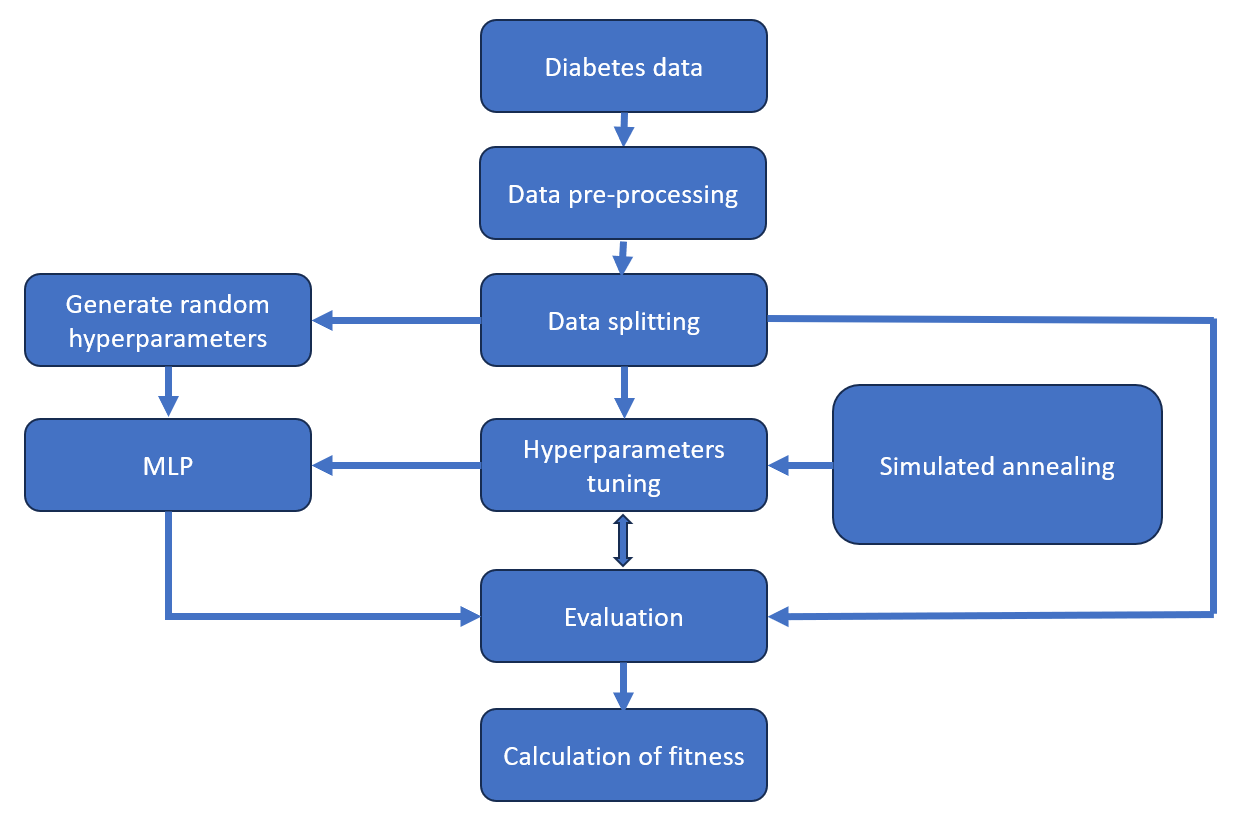 Diabetes data
Data pre-processing
Generate random
hyperparameters
Data splitting
MLP
Hyperparameters
tuning
Simulated annealing
Evaluation
Calculation of fitness